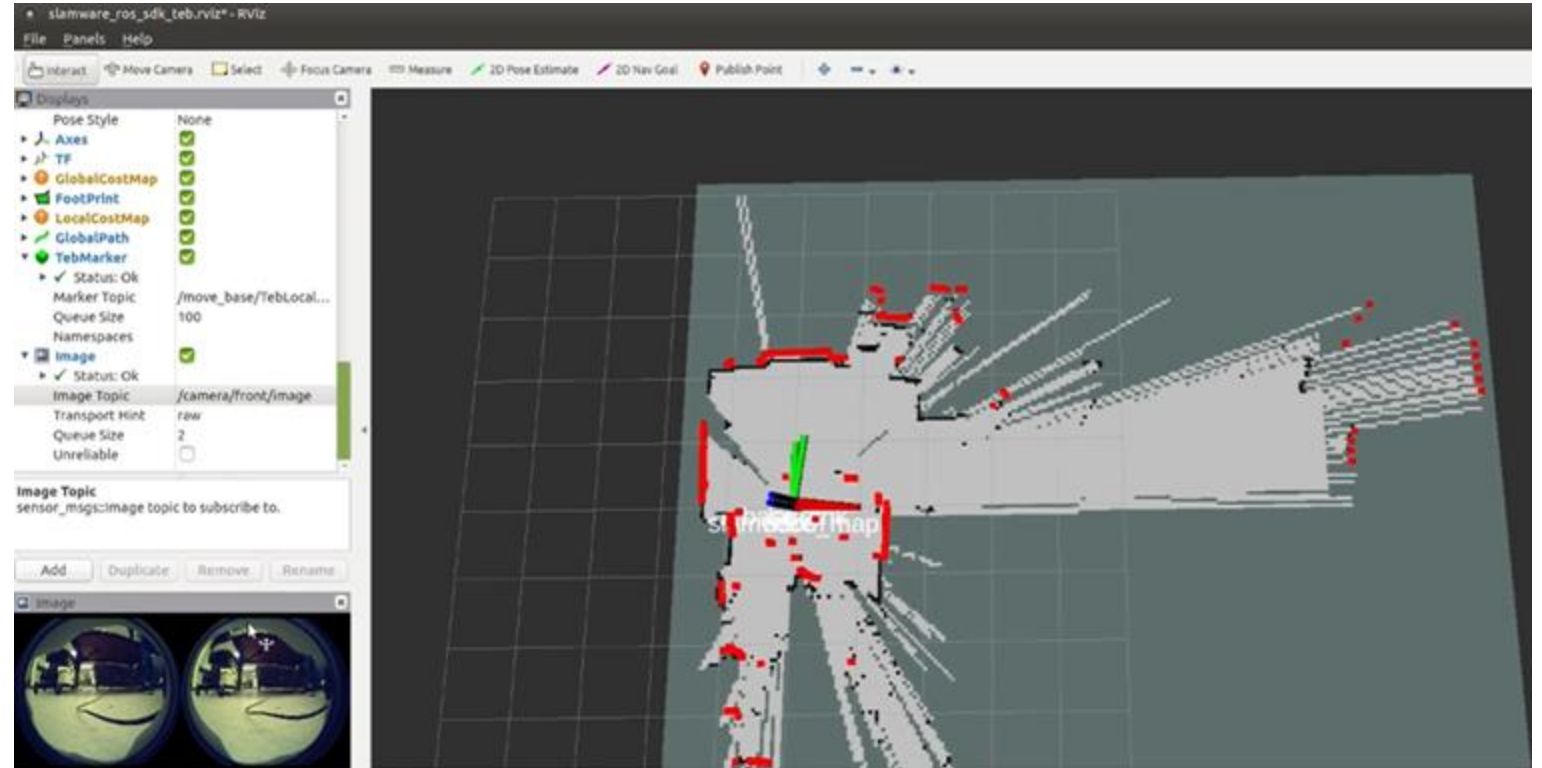 slamware_ros_sdk_teb.rviz* - RViz
File Panels Help
Interact Move Camera Select Focus Camera Measure 2D Pose Estimate 2D Nav Goal Publish Point
Displays
Pose Style None
Axes
TF
GlobalCostMap
FootPrint
LocalCostMap
GlobalPath
TebMarker
Status: Ok
Marker Topic /move_base/TebLocal...
Queue Size 100
Namespaces
Image
Status: Ok
Image Topic /camera/front/image
Transport Hint raw
Queue Size 2
Unreliable
Image Topic
sensor_msgs::Image topic to subscribe to.
Add Duplicate Remove Rename
Image
map